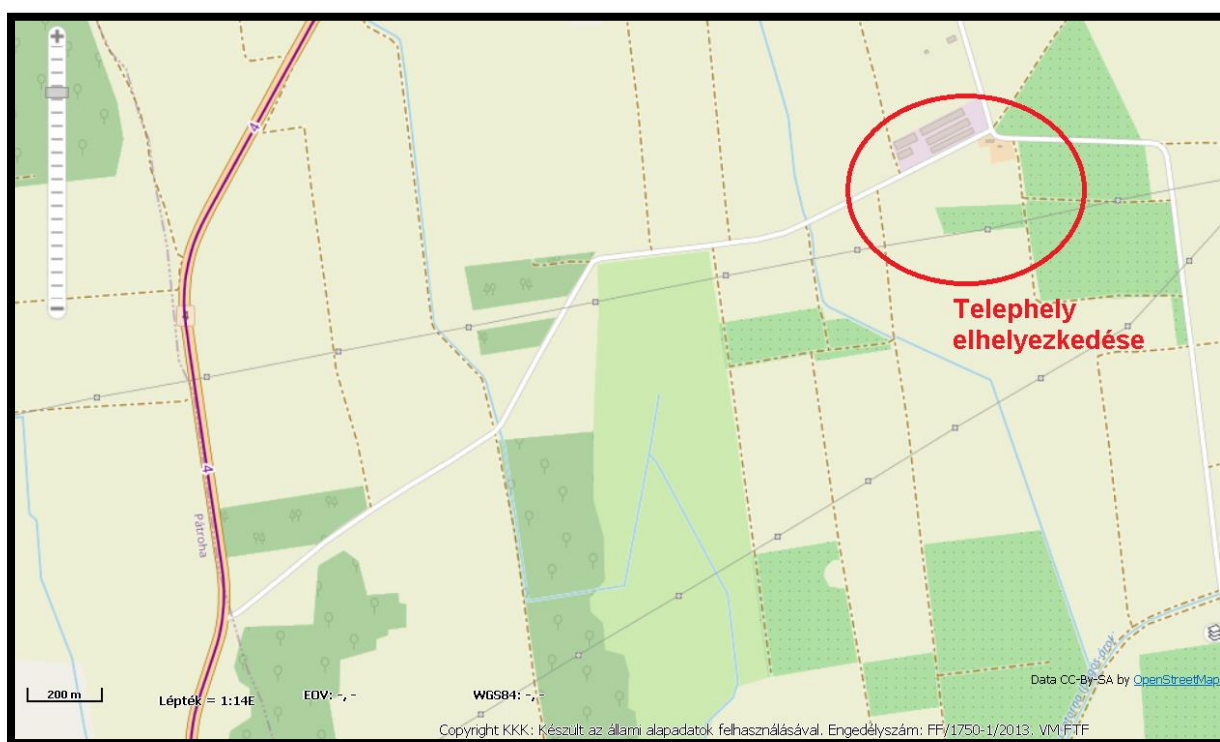 4
4
Telephely
elhelyezkedése
Pátroha
200 m
Lépték = 1:14E
EOV: -,-
WGS84: -,-
Data CC-By-SA by OpenStreetMap
Copyright KKK: Készült az állami alapadatok felhasználásával. Engedélyszám: FF/1750-1/2013. VM FTF